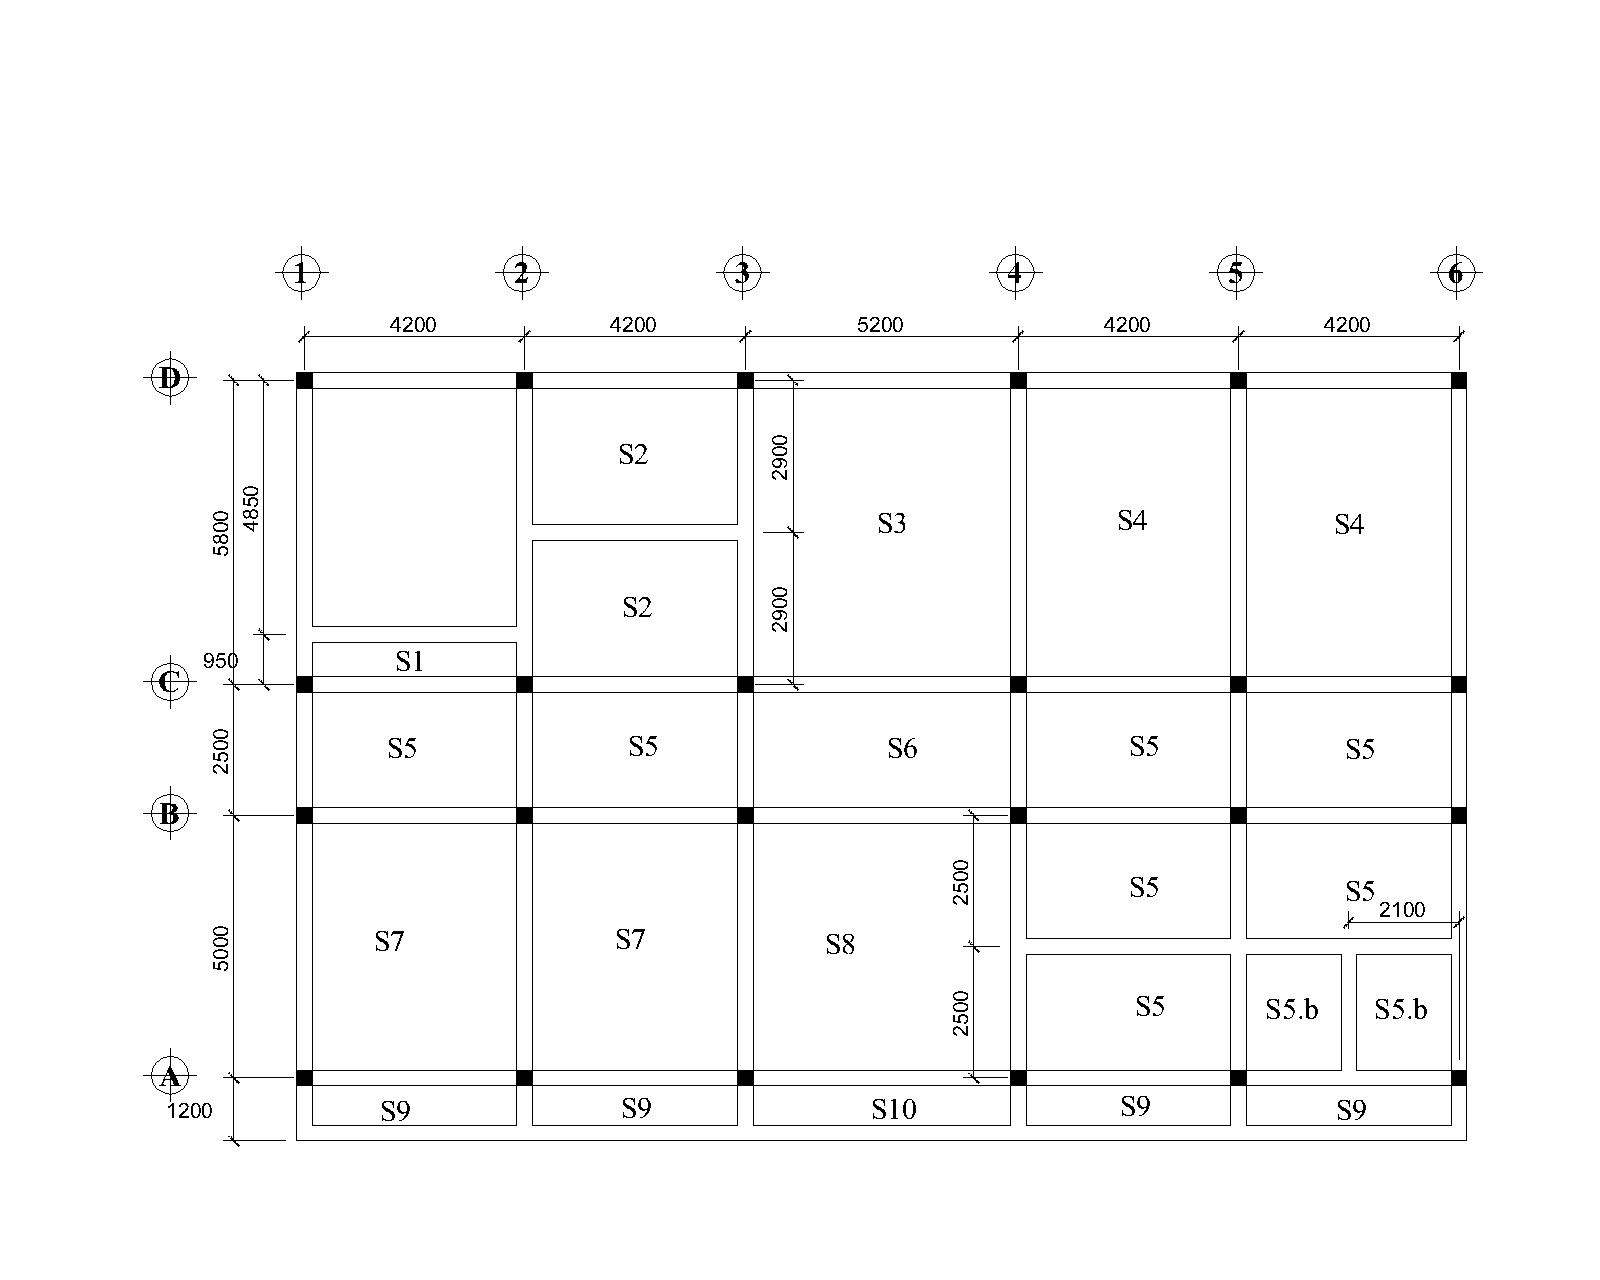 1 2 3 4 5 6
4200 4200 5200 4200 4200
D
S2 2900 S3 S4 S4
5800 4850
S2 2900
950 S1
C
2500 S5 S5 S6 S5 S5
B
2500 S5 S5
2100
5000 S7 S7 S8
2500 S5 S5.b S5.b
A
1200 S9 S9 S10 S9 S9